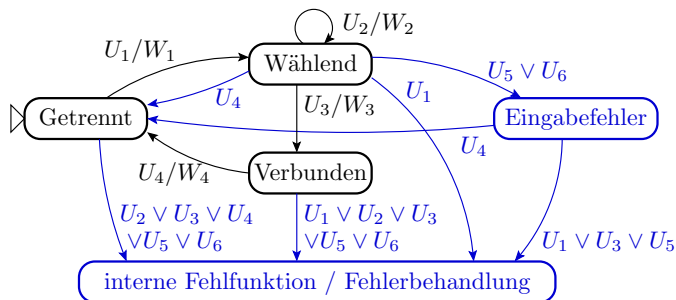 U₂/W₂
U₁/W₁
Wählend
U₅ ∨ U₆
U₄
U₁
U₃/W₃
Getrennt
Eingabefehler
U₄
U₄/W₄
Verbunden
U₂ ∨ U₃ ∨ U₄
∨U₅ ∨ U₆
U₁ ∨ U₂ ∨ U₃
∨U₅ ∨ U₆
U₁ ∨ U₃ ∨ U₅
interne Fehlfunktion / Fehlerbehandlung